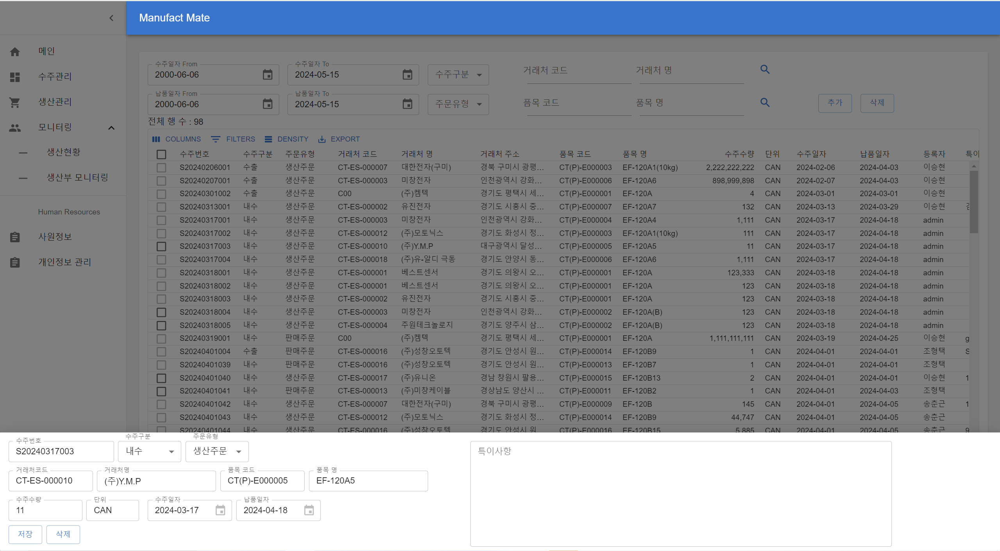 Manufact Mate
메인
수주관리
생산관리
모니터링
생산현황
생산부 모니터링
Human Resources
사원정보
개인정보 관리
수주일자 From 수주일자 To
2000-06-06 2024-05-15 수주구분 거래처 코드 거래처 명
납품일자 From 납품일자 To
2000-06-06 2024-05-15 주문유형 품목 코드 품목 명 추가 삭제
전체 행 수 : 98
COLUMNS FILTERS DENSITY EXPORT
수주번호 수주구분 주문유형 거래처 코드 거래처 명 거래처 주소 품목 코드 품목 명 수주수량 단위 수주일자 납품일자 등록자 특이
S20240206001 수출 생산주문 CT-ES-000007 대한전자(구미) 경북 구미시 광평... CT(P)-E000003 EF-120A1(10kg) 2,222,222,222 CAN 2024-02-06 2024-04-03 이승현
S20240207001 수출 생산주문 CT-ES-000003 미창전자 인천광역시 강화... CT(P)-E000006 EF-120A6 898,999,898 CAN 2024-02-07 2024-04-03 이승현
S20240301002 수출 생산주문 C00 (주)켐텍 경기도 평택시 세... CT(P)-E000001 EF-120A 4 CAN 2024-03-01 2024-03-01 이승현
S20240313001 내수 생산주문 CT-ES-000002 유진전자 경기도 시흥시 중... CT(P)-E000007 EF-120A7 132 CAN 2024-03-13 2024-03-29 이승현
S20240317001 내수 생산주문 CT-ES-000003 미창전자 인천광역시 강화... CT(P)-E000004 EF-120A4 1,111 CAN 2024-03-17 2024-04-18 admin
S20240317002 내수 생산주문 CT-ES-000012 (주)모토닉스 경기도 화성시 정... CT(P)-E000003 EF-120A1(10kg) 111 CAN 2024-03-17 2024-04-18 admin
S20240317003 내수 생산주문 CT-ES-000010 (주)Y.M.P 대구광역시 달성... CT(P)-E000005 EF-120A5 11 CAN 2024-03-17 2024-04-18 admin
S20240317004 내수 생산주문 CT-ES-000018 (주)유-알디 극동 경기도 안양시 동... CT(P)-E000006 EF-120A6 1,111 CAN 2024-03-17 2024-04-18 admin
S20240318001 내수 생산주문 CT-ES-000001 베스트센서 경기도 의왕시 오... CT(P)-E000001 EF-120A 123,333 CAN 2024-03-18 2024-04-18 admin
S20240318002 내수 생산주문 CT-ES-000001 베스트센서 경기도 의왕시 오... CT(P)-E000001 EF-120A 123 CAN 2024-03-18 2024-04-18 admin
S20240318003 내수 생산주문 CT-ES-000002 유진전자 경기도 시흥시 중... CT(P)-E000001 EF-120A 123 CAN 2024-03-18 2024-04-18 admin
S20240318004 내수 생산주문 CT-ES-000003 미창전자 인천광역시 강화... CT(P)-E000002 EF-120A(B) 123 CAN 2024-03-18 2024-04-18 admin
S20240318005 내수 생산주문 CT-ES-000004 주원테크놀로지 경기도 양주시 삼... CT(P)-E000002 EF-120A(B) 123 CAN 2024-03-18 2024-04-18 admin
S20240319001 내수 판매주문 C00 (주)켐텍 경기도 평택시 세... CT(P)-E000001 EF-120A 1,111,111,111 CAN 2024-03-19 2024-04-25 이승현 g
S20240401004 수출 판매주문 CT-ES-000016 (주)성창오토텍 경기도 안성시 원... CT(P)-E000014 EF-120B9 1 CAN 2024-04-01 2024-04-01 조형택 S
S20240401039 내수 판매주문 CT-ES-000016 (주)성창오토텍 경기도 안성시 원... CT(P)-E000013 EF-120B7 1 CAN 2024-04-01 2024-04-01 조형택
S20240401040 내수 생산주문 CT-ES-000017 (주)유니온 경남 창원시 팔용... CT(P)-E000015 EF-120B13 2 CAN 2024-04-01 2024-04-01 이승현 1
S20240401041 내수 판매주문 CT-ES-000013 (주)미창케이블 경상남도 양산시 ... CT(P)-E000011 EF-120B2 1 CAN 2024-04-01 2024-04-03 조형택
S20240401042 내수 생산주문 CT-ES-000007 대한전자(구미) 경북 구미시 광평... CT(P)-E000009 EF-120B 145 CAN 2024-04-01 2024-04-05 송춘근 1
S20240401043 내수 생산주문 CT-ES-000012 (주)모토닉스 경기도 화성시 정... CT(P)-E000014 EF-120B9 44,747 CAN 2024-04-01 2024-04-05 송춘근
S20240401044 내수 생산주문 CT-ES-000016 (주)성창오토텍 경기도 안성시 원 CT(P)-E000016 EF-120B15 5,885 CAN 2024-04-01 2024-04-05 송춘근 9
수주번호 수주구분 주문유형
S20240317003 내수 생산주문
거래처코드 거래처명 품목 코드 품목 명
CT-ES-000010 (주)Y.M.P CT(P)-E000005 EF-120A5
수주수량 단위 수주일자 납품일자
11 CAN 2024-03-17 2024-04-18
저장 삭제
특이사항